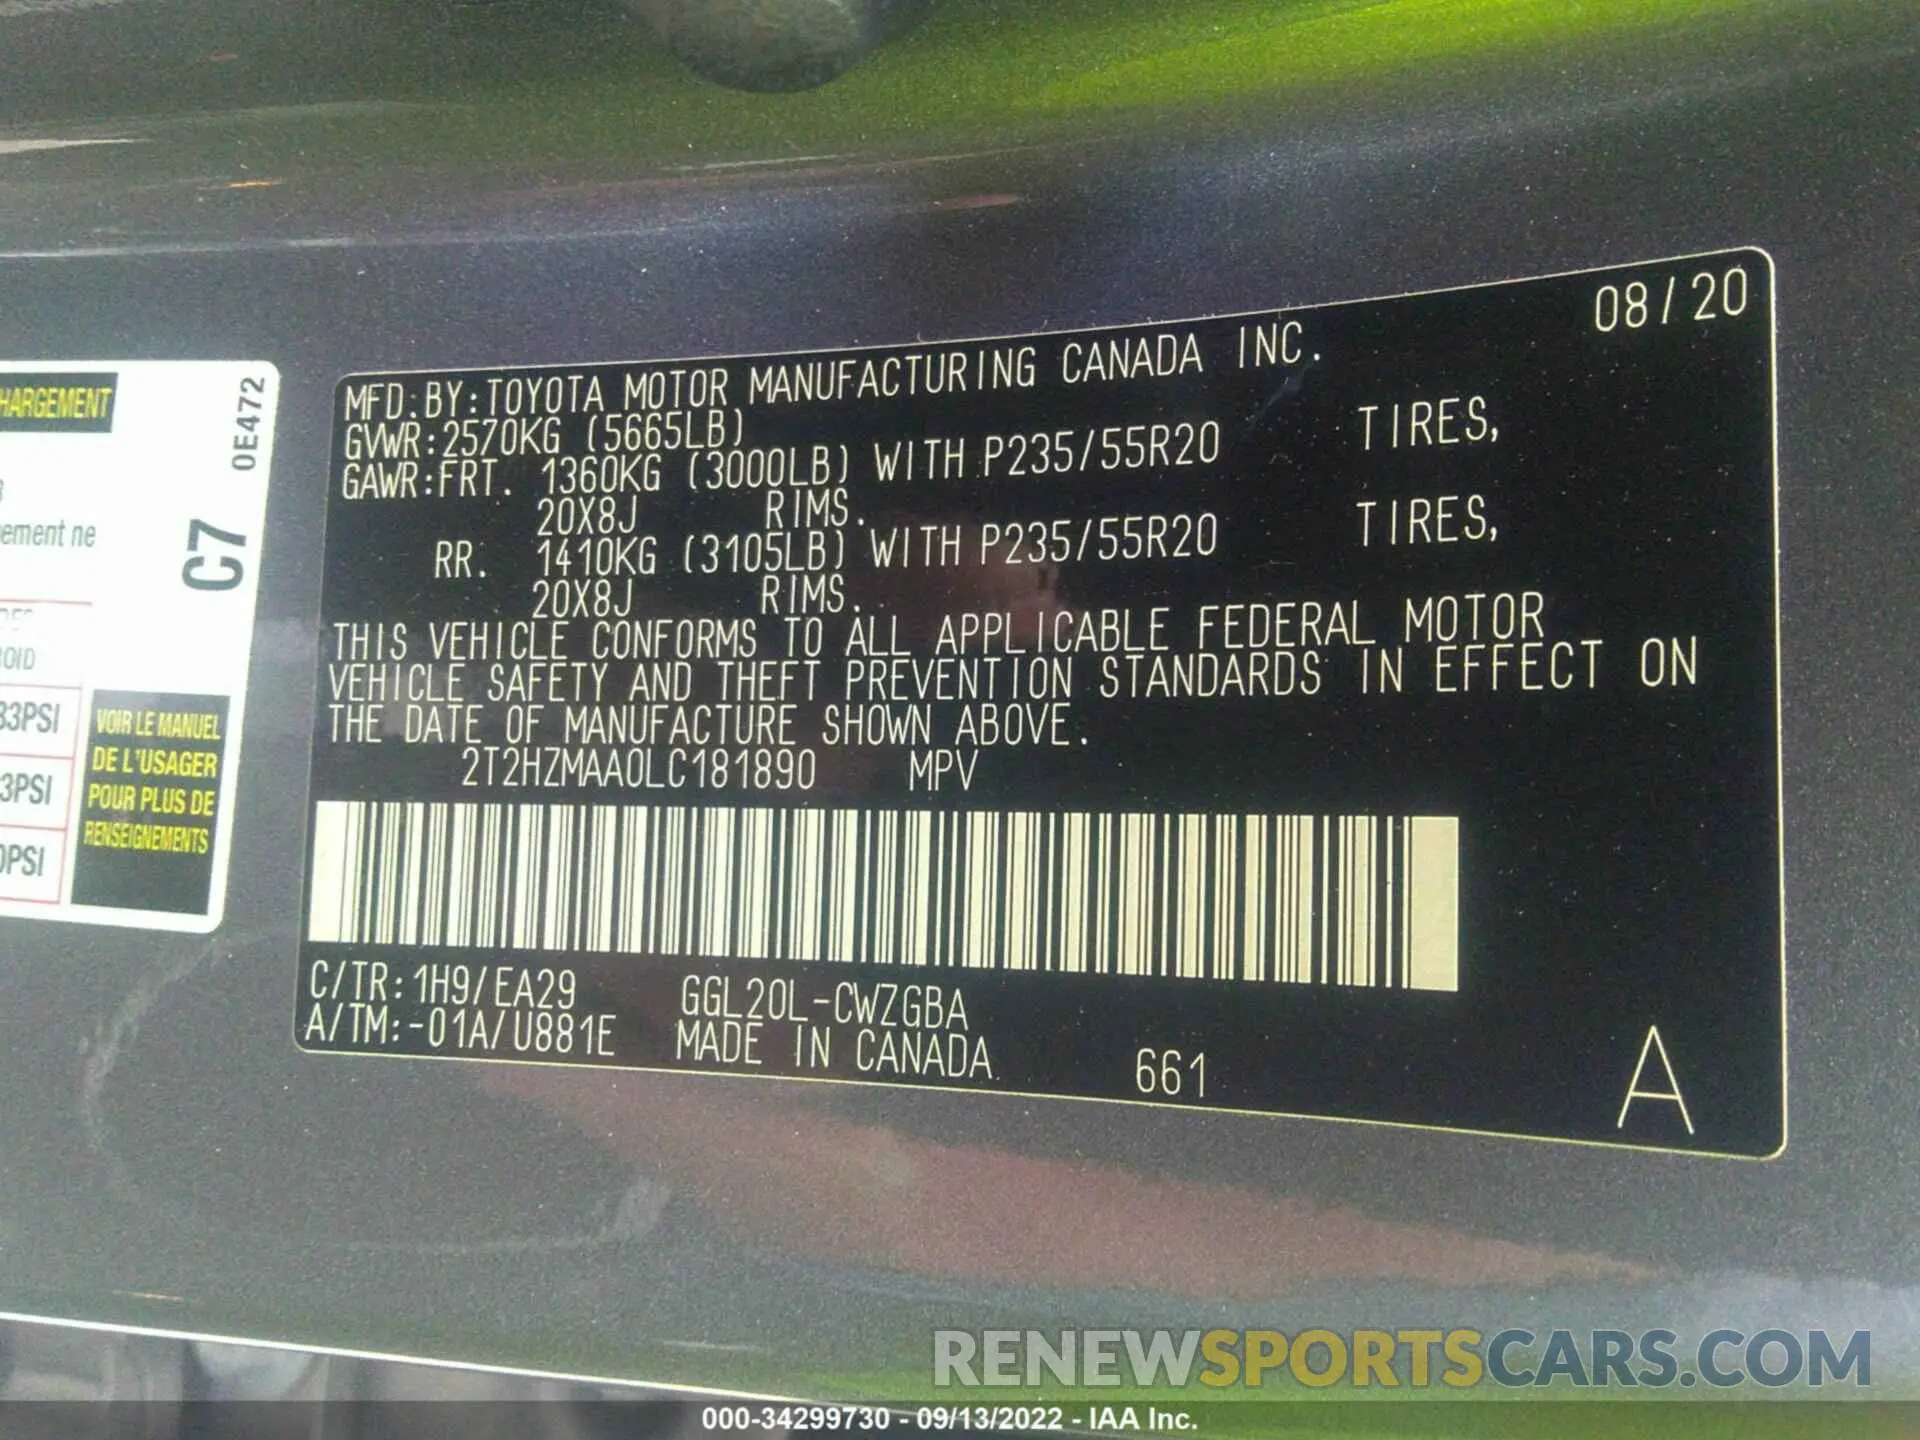 HARGEMENT
0E472
C7
ement ne
OID
33PSI
3PSI
0PSI
VOIR LE MANUEL
DE L'USAGER
POUR PLUS DE
RENSEIGNEMENTS
08/20
MFD.BY:TOYOTA MOTOR MANUFACTURING CANADA INC.
GVWR:2570KG (5665LB)
GAWR:FRT. 1360KG (3000LB) WITH P235/55R20 TIRES,
20X8J RIMS.
RR. 1410KG (3105LB) WITH P235/55R20 TIRES,
20X8J RIMS.
THIS VEHICLE CONFORMS TO ALL APPLICABLE FEDERAL MOTOR
VEHICLE SAFETY AND THEFT PREVENTION STANDARDS IN EFFECT ON
THE DATE OF MANUFACTURE SHOWN ABOVE.
2T2HZMAA0LC181890 MPV
C/TR:1H9/EA29 GGL20L-CWZGBA
A/TM:-01A/U881E MADE IN CANADA 661
A
RENEWSPORTSCARS.COM
000-34299730 - 09/13/2022 - IAA Inc.